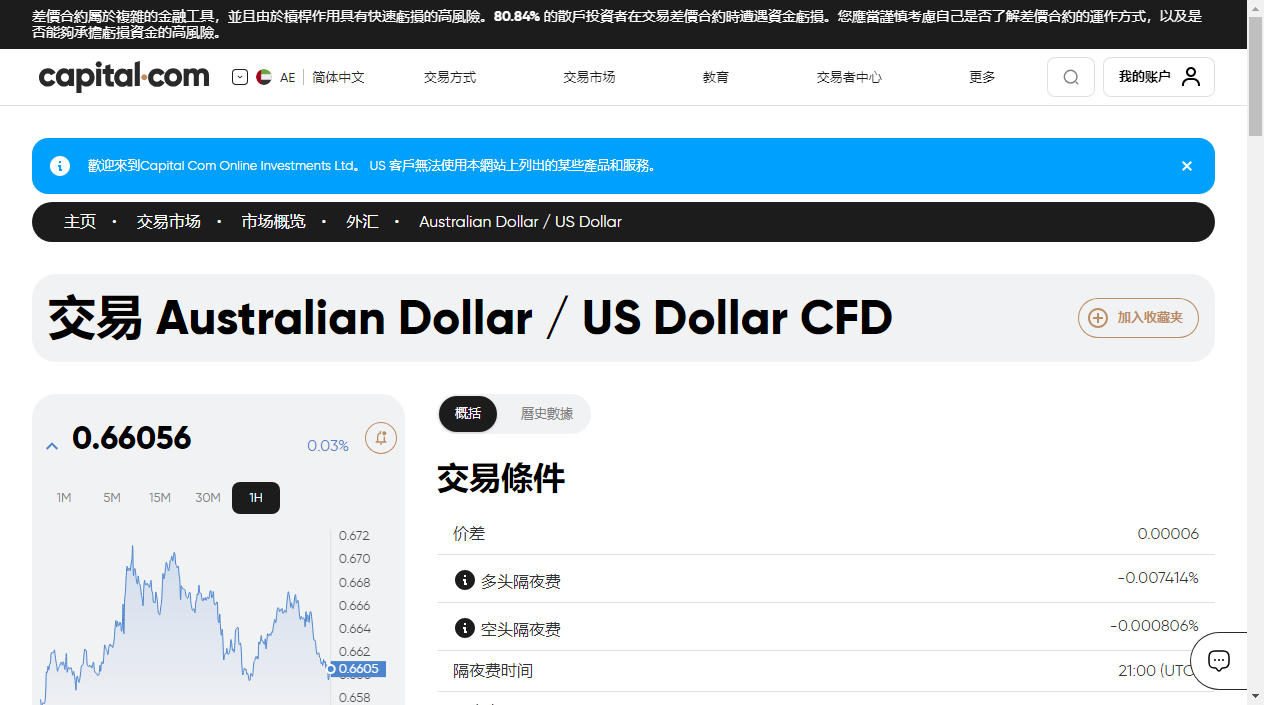 差價合約屬於複雜的金融工具，並且由於槓桿作用具有快速虧損的高風險。80.84% 的散戶投資者在交易差價合約時遭遇資金虧損。您應當謹慎考慮自己是否了解差價合約的運作方式，以及是
否能夠承擔虧損資金的高風險。
capital.com AE 简体中文 交易方式 交易市场 教育 交易者中心 更多 我的账户
歡迎來到Capital Com Online Investments Ltd。 US 客戶無法使用本網站上列出的某些產品和服務。
主页 · 交易市场 · 市场概览 · 外汇 · Australian Dollar / US Dollar
交易 Australian Dollar / US Dollar CFD
加入收藏夹
0.66056
0.03%
1M 5M 15M 30M 1H
0.672
0.670
0.668
0.666
0.664
0.662
0.6605
0.658
概括 曆史數據
交易條件
价差 0.00006
多头隔夜费 -0.007414%
空头隔夜费 -0.000806%
隔夜费时间 21:00 (UTC